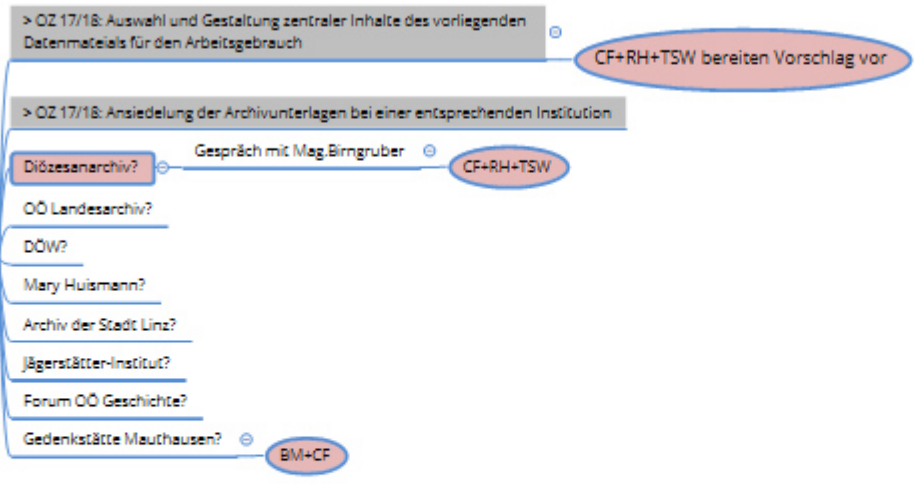 > OZ 17/18: Auswahl und Gestaltung zentraler Inhalte des vorliegenden
Datenmateials für den Arbeitsgebrauch
CF+RH+TSW bereiten Vorschlag vor
> OZ 17/18: Ansiedelung der Archivunterlagen bei einer entsprechenden Institution
Diözesanarchiv?
Gespräch mit Mag.Birngruber
CF+RH+TSW
OÖ Landesarchiv?
DÖW?
Mary Huismann?
Archiv der Stadt Linz?
Jägerstätter-Institut?
Forum OÖ Geschichte?
Gedenkstätte Mauthausen?
BM+CF